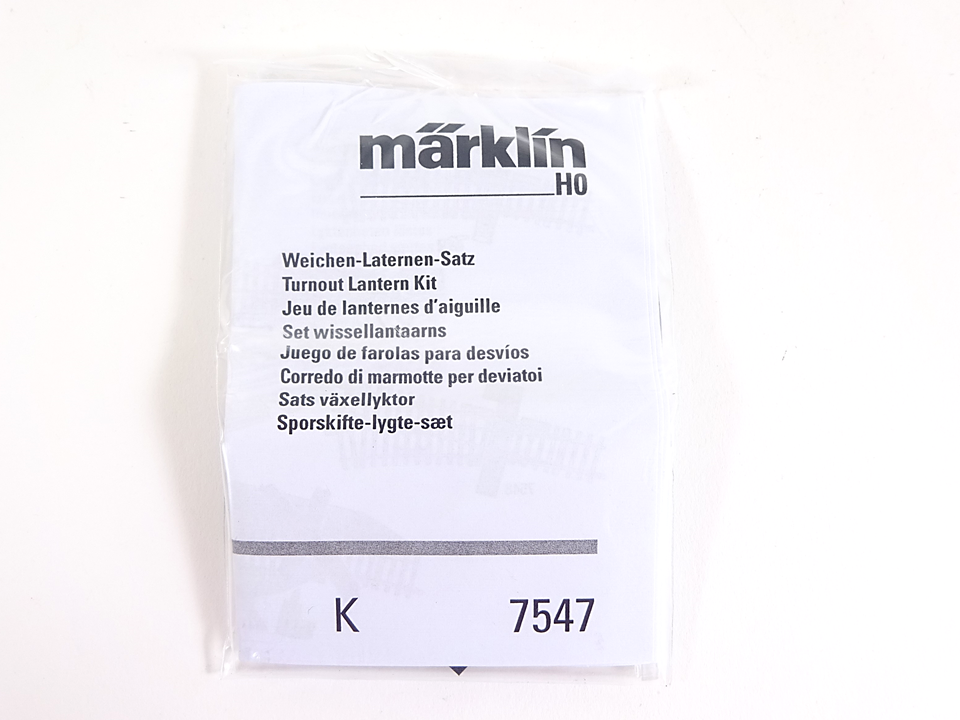 märklin
H0
Weichen-Laternen-Satz
Turnout Lantern Kit
Jeu de lanternes d'aiguille
Set wissellantaarns
Juego de farolas para desvíos
Corredo di marmotte per deviatoi
Sats växellyktor
Sporskifte-lygte-sæt
K 7547